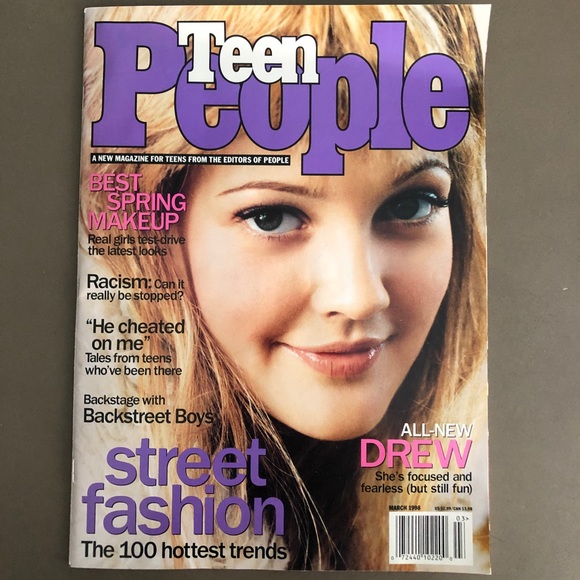 Teen
People
A NEW MAGAZINE FOR TEENS FROM THE EDITORS OF PEOPLE
BEST
SPRING
MAKEUP
Real girls test-drive
the latest looks
Racism: Can it
really be stopped?
“He cheated
on me”
Tales from teens
who’ve been there
Backstage with
Backstreet Boys
street
fashion
The 100 hottest trends
ALL-NEW
DREW
She’s focused and
fearless (but still fun)
MARCH 1998
03>
72440 10220